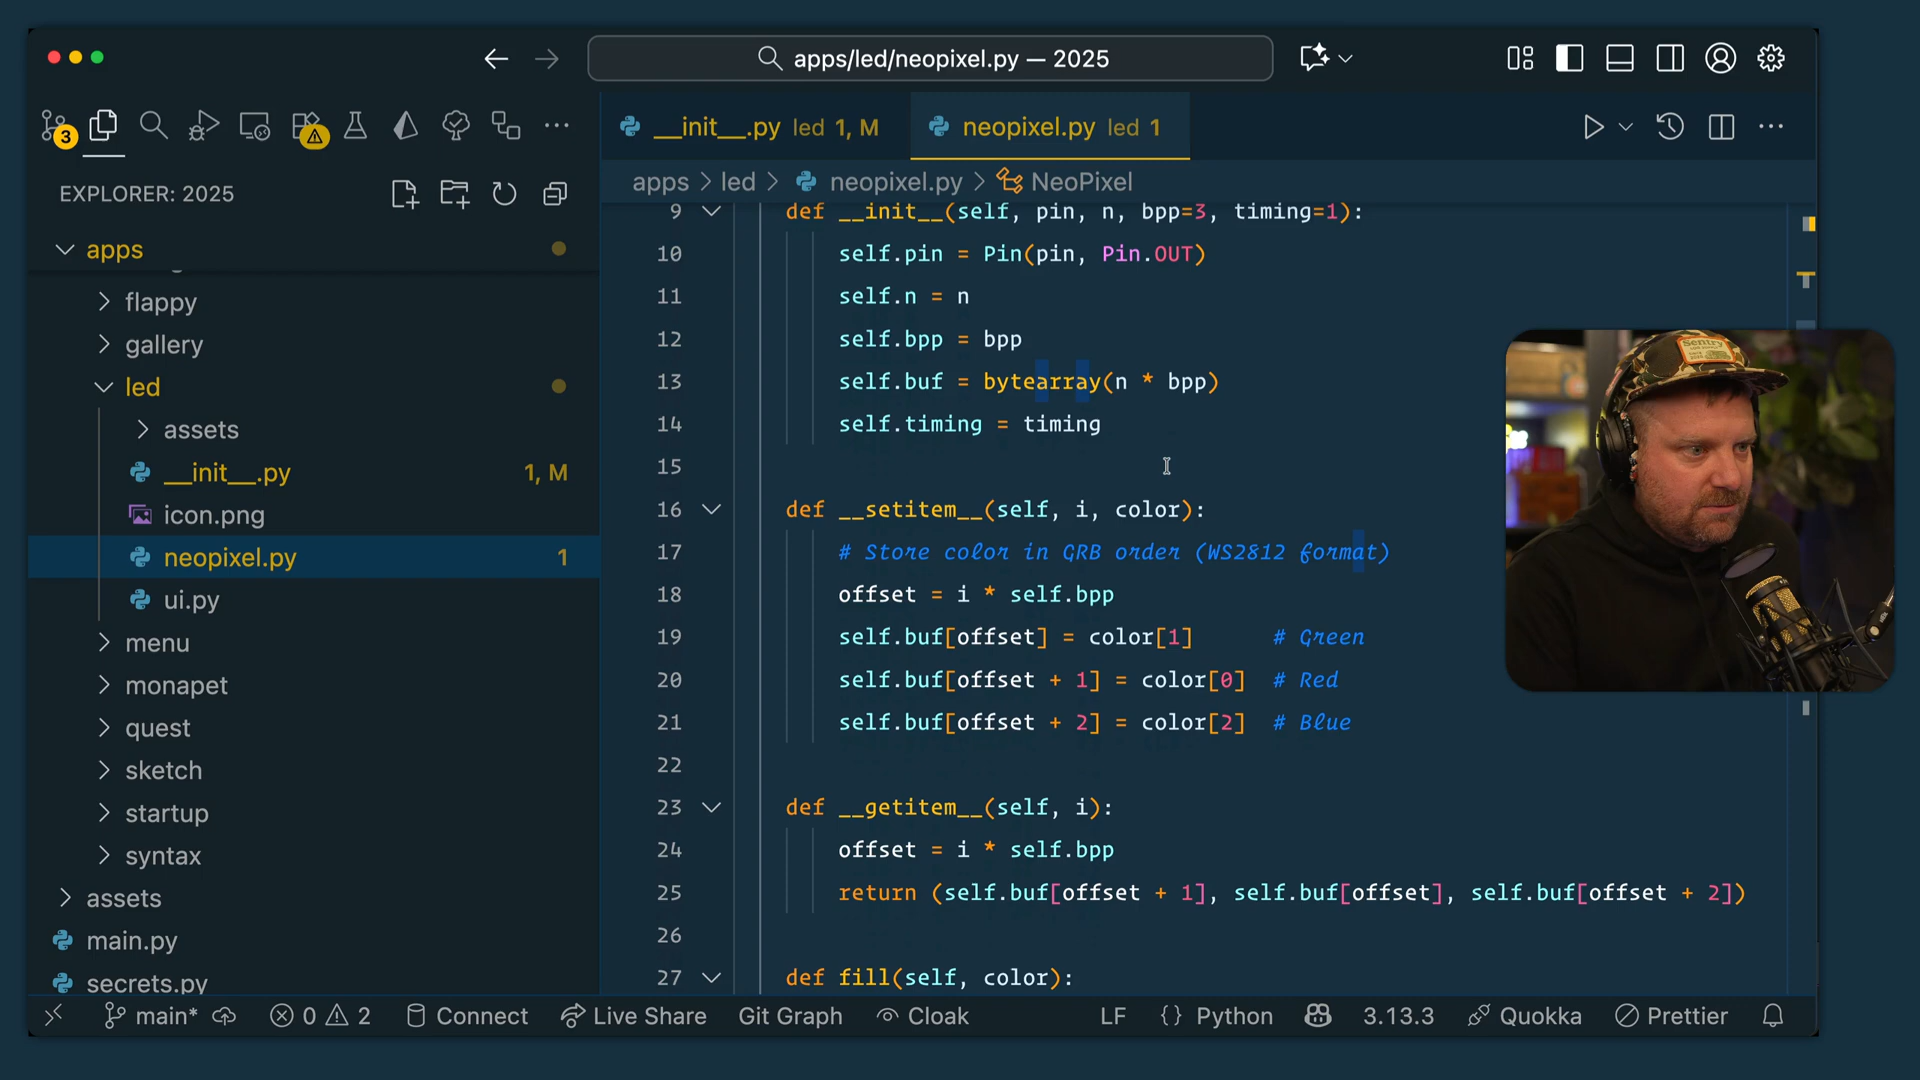 apps/led/neopixel.py — 2025
3
__init__.py led 1, M
neopixel.py led 1
EXPLORER: 2025
apps > led > neopixel.py > NeoPixel
apps
flappy
gallery
led
assets
__init__.py 1, M
icon.png
neopixel.py 1
ui.py
menu
monapet
quest
sketch
startup
syntax
assets
main.py
secrets.py
9 def __init__(self, pin, n, bpp=3, timing=1):
10 self.pin = Pin(pin, Pin.OUT)
11 self.n = n
12 self.bpp = bpp
13 self.buf = bytearray(n * bpp)
14 self.timing = timing
15
16 def __setitem__(self, i, color):
17 # Store color in GRB order (WS2812 format)
18 offset = i * self.bpp
19 self.buf[offset] = color[1] # Green
20 self.buf[offset + 1] = color[0] # Red
21 self.buf[offset + 2] = color[2] # Blue
22
23 def __getitem__(self, i):
24 offset = i * self.bpp
25 return (self.buf[offset + 1], self.buf[offset], self.buf[offset + 2])
26
27 def fill(self, color):
Sentry
main* 0 2 Connect Live Share Git Graph Cloak LF {} Python 3.13.3 Quokka Prettier